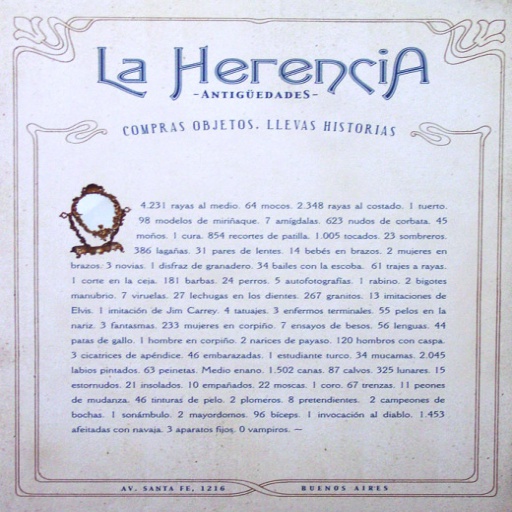 La HerenciA
-ANTIGÜEDADES-
COMPRAS OBJETOS. LLEVAS HISTORIAS
4.231 rayas al medio. 64 mocos. 2.348 rayas al costado. 1 tuerto.
98 modelos de miriñaque. 7 amígdalas. 623 nudos de corbata. 45
moños. 1 cura. 854 recortes de patilla. 1.005 tocados. 23 sombreros.
386 lagañas. 31 pares de lentes. 14 bebés en brazos. 2 mujeres en
brazos. 3 novias. 1 disfraz de granadero. 34 bailes con la escoba. 61 trajes a rayas.
1 corte en la ceja. 181 barbas. 24 perros. 5 autofotografías. 1 rabino. 2 bigotes
manubrio. 7 viruelas. 27 lechugas en los dientes. 267 granitos. 13 imitaciones de
Elvis. 1 imitación de Jim Carrey. 4 tatuajes. 3 enfermos terminales. 55 pelos en la
nariz. 3 fantasmas. 233 mujeres en corpiño. 7 ensayos de besos. 56 lenguas. 44
patas de gallo. 1 hombre en corpiño. 2 narices de payaso. 120 hombres con caspa.
3 cicatrices de apéndice. 46 embarazadas. 1 estudiante turco. 34 mucamas. 2.045
labios pintados. 63 peinetas. Medio enano. 1.502 canas. 87 calvos. 325 lunares. 15
estornudos. 21 insolados. 10 empañados. 22 moscas. 1 coro. 67 trenzas. 11 peones
de mudanza. 46 tinturas de pelo. 2 plomeros. 8 pretendientes. 2 campeones de
bochas. 1 sonámbulo. 2 mayordomos. 96 bíceps. 1 invocación al diablo. 1.453
afeitadas con navaja. 3 aparatos fijos. 0 vampiros. ~
AV. SANTA FE, 1216 BUENOS AIRES